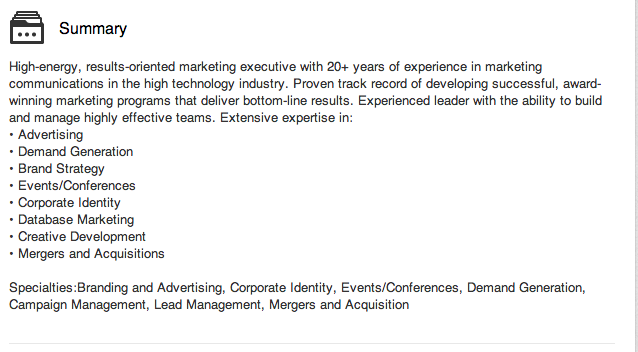 Summary
High-energy, results-oriented marketing executive with 20+ years of experience in marketing
communications in the high technology industry. Proven track record of developing successful, award-
winning marketing programs that deliver bottom-line results. Experienced leader with the ability to build
and manage highly effective teams. Extensive expertise in:
• Advertising
• Demand Generation
• Brand Strategy
• Events/Conferences
• Corporate Identity
• Database Marketing
• Creative Development
• Mergers and Acquisitions
Specialties:Branding and Advertising, Corporate Identity, Events/Conferences, Demand Generation,
Campaign Management, Lead Management, Mergers and Acquisition